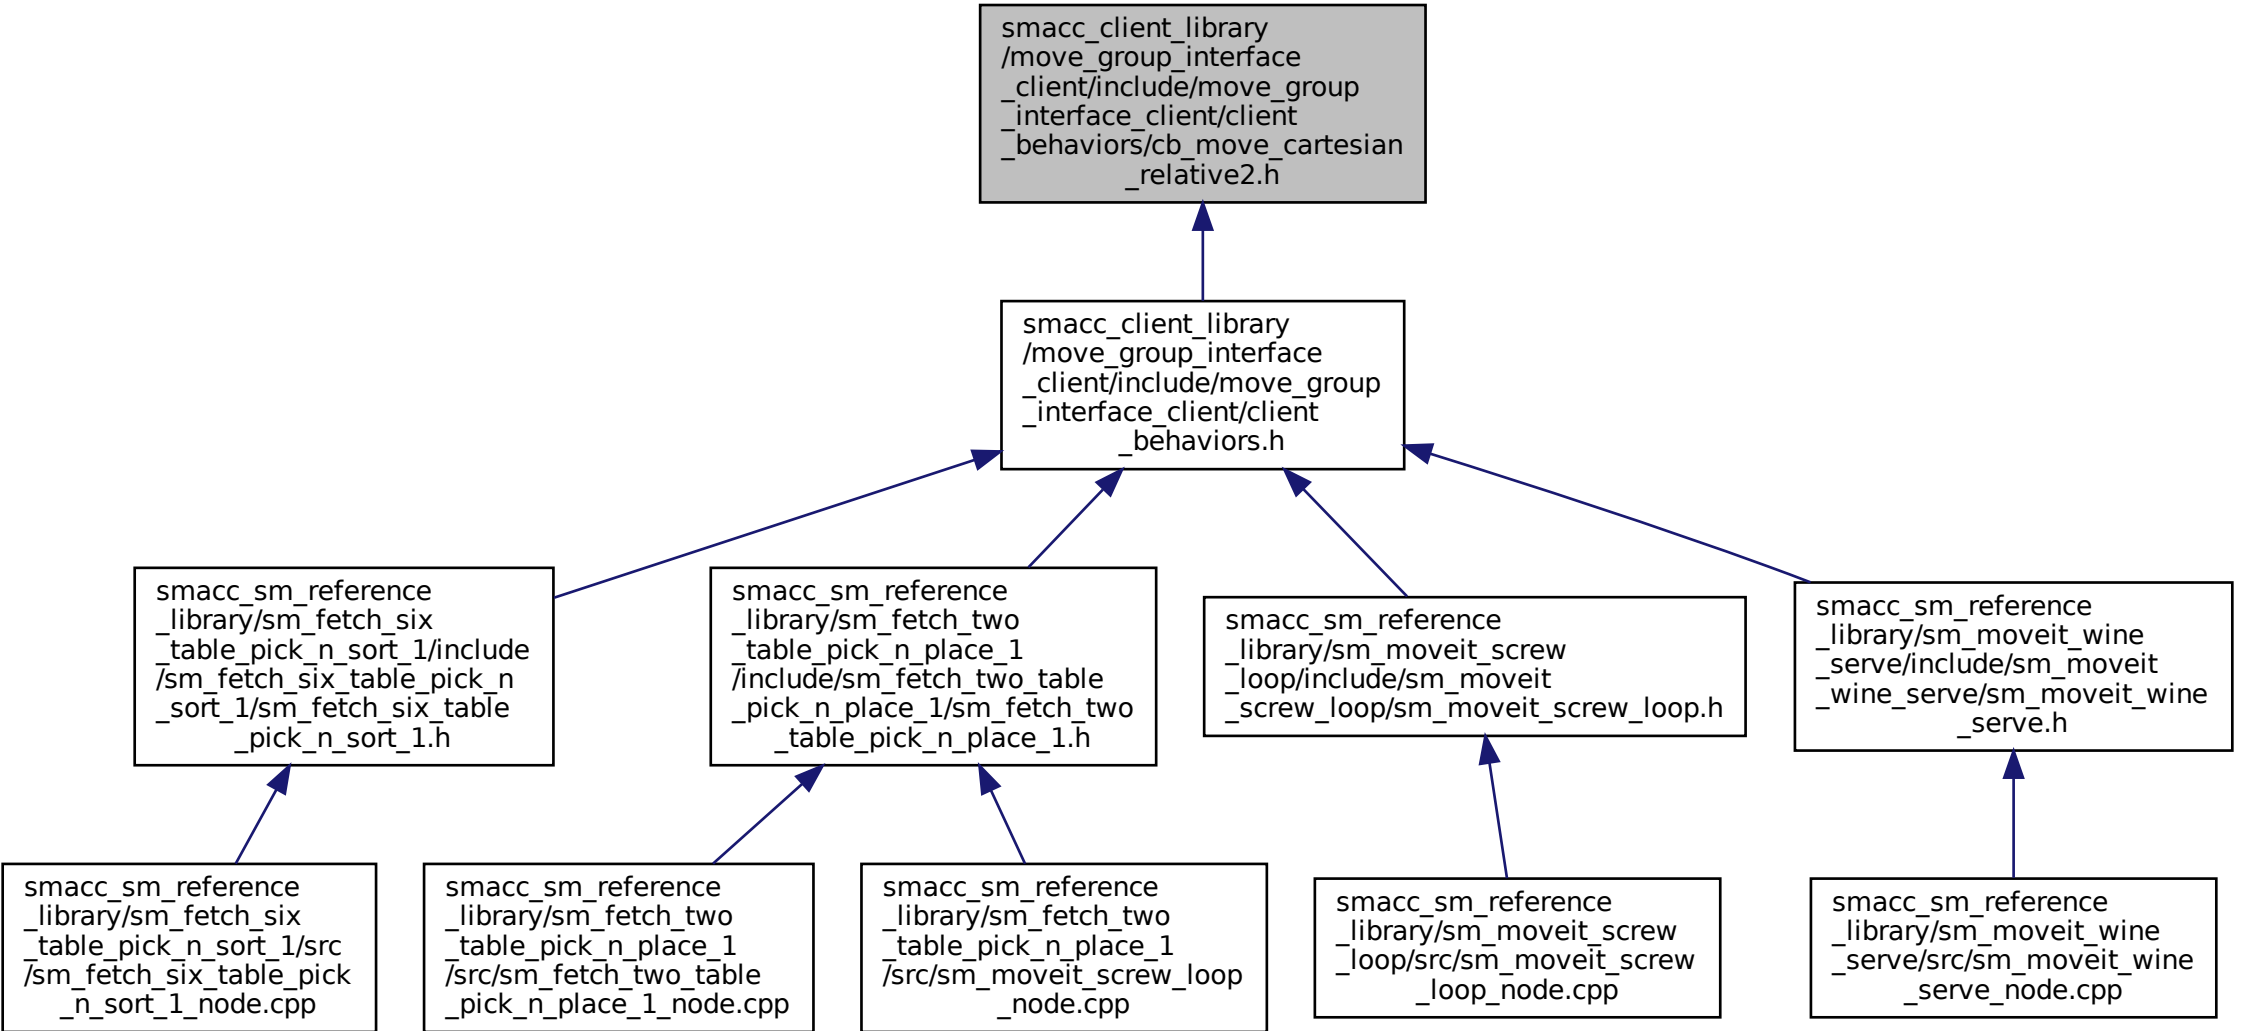 smacc_client_library
/move_group_interface
_client/include/move_group
_interface_client/client
_behaviors/cb_move_cartesian
_relative2.h
smacc_client_library
/move_group_interface
_client/include/move_group
_interface_client/client
_behaviors.h
smacc_sm_reference
_library/sm_fetch_six
_table_pick_n_sort_1/include
/sm_fetch_six_table_pick_n
_sort_1/sm_fetch_six_table
_pick_n_sort_1.h
smacc_sm_reference
_library/sm_fetch_two
_table_pick_n_place_1
/include/sm_fetch_two_table
_pick_n_place_1/sm_fetch_two
_table_pick_n_place_1.h
smacc_sm_reference
_library/sm_moveit_screw
_loop/include/sm_moveit
_screw_loop/sm_moveit_screw_loop.h
smacc_sm_reference
_library/sm_moveit_wine
_serve/include/sm_moveit
_wine_serve/sm_moveit_wine
_serve.h
smacc_sm_reference
_library/sm_fetch_six
_table_pick_n_sort_1/src
/sm_fetch_six_table_pick
_n_sort_1_node.cpp
smacc_sm_reference
_library/sm_fetch_two
_table_pick_n_place_1
/src/sm_fetch_two_table
_pick_n_place_1_node.cpp
smacc_sm_reference
_library/sm_fetch_two
_table_pick_n_place_1
/src/sm_moveit_screw_loop
_node.cpp
smacc_sm_reference
_library/sm_moveit_screw
_loop/src/sm_moveit_screw
_loop_node.cpp
smacc_sm_reference
_library/sm_moveit_wine
_serve/src/sm_moveit_wine
_serve_node.cpp